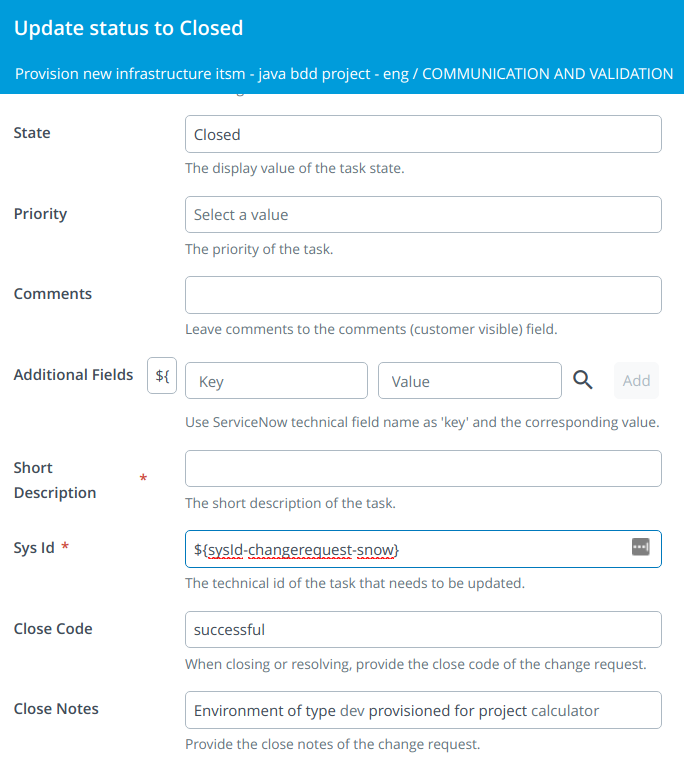 Update status to Closed
Provision new infrastructure itsm - java bdd project - eng / COMMUNICATION AND VALIDATION
State
Closed
The display value of the task state.
Priority
Select a value
The priority of the task.
Comments
Leave comments to the comments (customer visible) field.
Additional Fields
${
Key
Value
Add
Use ServiceNow technical field name as 'key' and the corresponding value.
Short
Description *
The short description of the task.
Sys Id *
${sysId-changerequest-snow}
The technical id of the task that needs to be updated.
Close Code
successful
When closing or resolving, provide the close code of the change request.
Close Notes
Environment of type dev provisioned for project calculator
Provide the close notes of the change request.